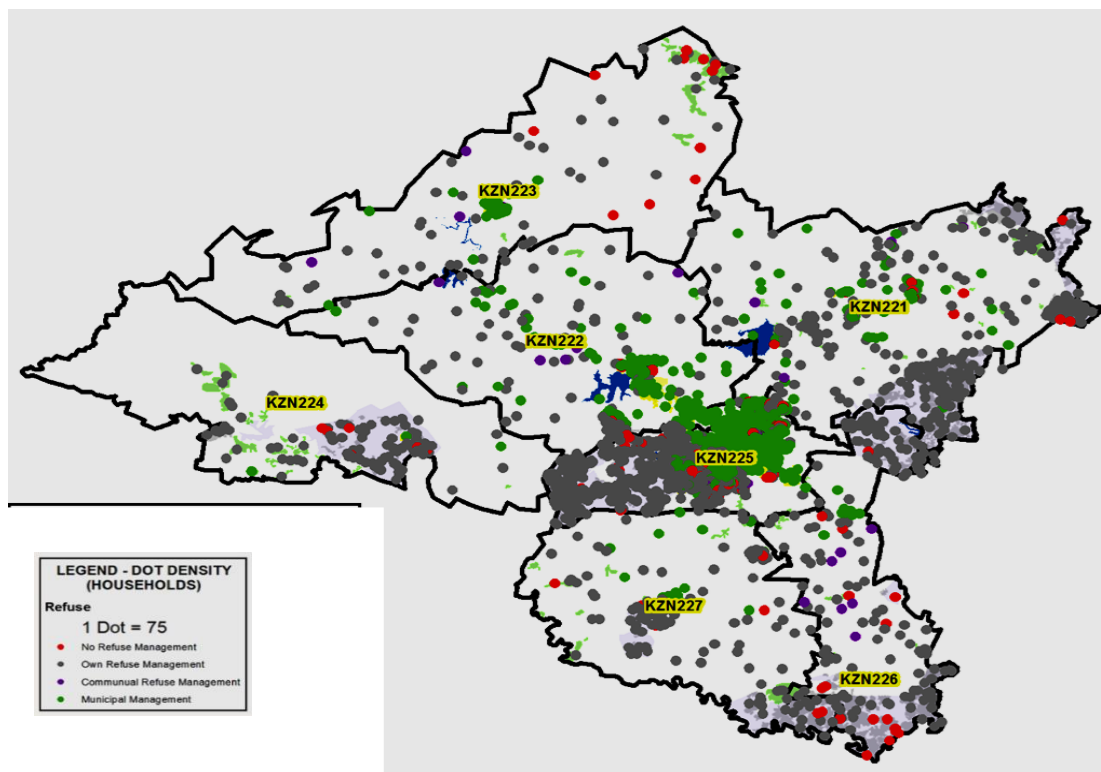 KZN223
KZN221
KZN222
KZN224
KZN225
KZN227
KZN226
LEGEND - DOT DENSITY
(HOUSEHOLDS)
Refuse
1 Dot = 75
No Refuse Management
Own Refuse Management
Communual Refuse Management
Municipal Management